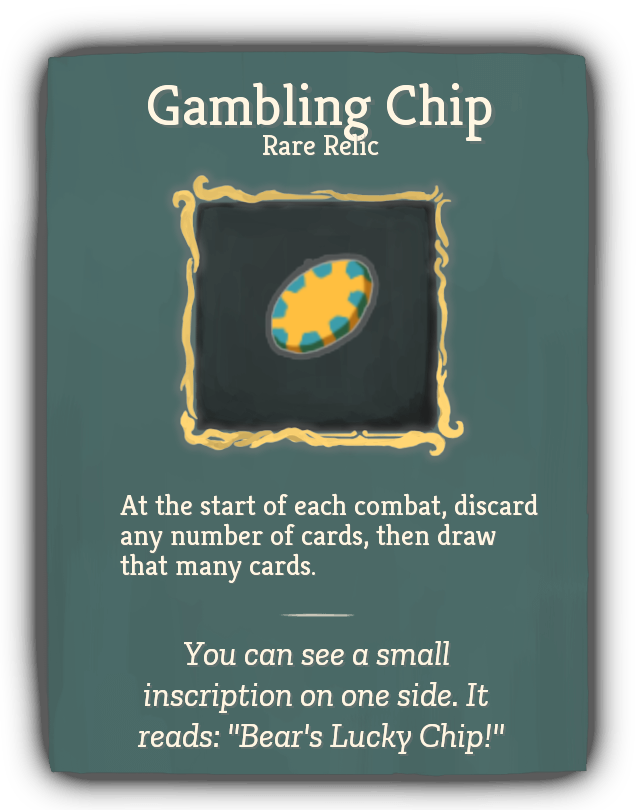 Gambling Chip
Rare Relic
At the start of each combat, discard
any number of cards, then draw
that many cards.
You can see a small
inscription on one side. It
reads: "Bear's Lucky Chip!"